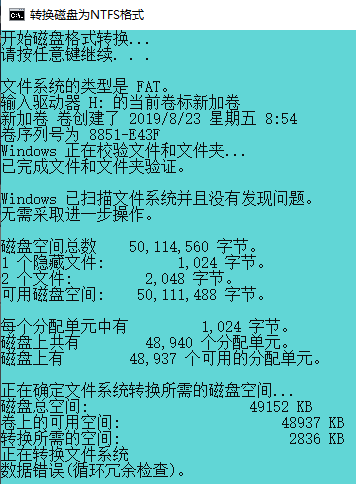 转换磁盘为NTFS格式
开始磁盘格式转换...
请按任意键继续. . .
文件系统的类型是 FAT。
输入驱动器 H: 的当前卷标新加卷
新加卷 卷创建了 2019/8/23 星期五 8:54
卷序列号为 8851-E43F
Windows 正在校验文件和文件夹...
已完成文件和文件夹验证。
Windows 已扫描文件系统并且没有发现问题。
无需采取进一步操作。
磁盘空间总数 50,114,560 字节。
1 个隐藏文件: 1,024 字节。
2 个文件: 2,048 字节。
可用磁盘空间: 50,111,488 字节。
每个分配单元中有 1,024 字节。
磁盘上共有 48,940 个分配单元。
磁盘上有 48,937 个可用的分配单元。
正在确定文件系统转换所需的磁盘空间...
磁盘总空间: 49152 KB
卷上的可用空间: 48937 KB
转换所需的空间: 2836 KB
正在转换文件系统
数据错误(循环冗余检查)。